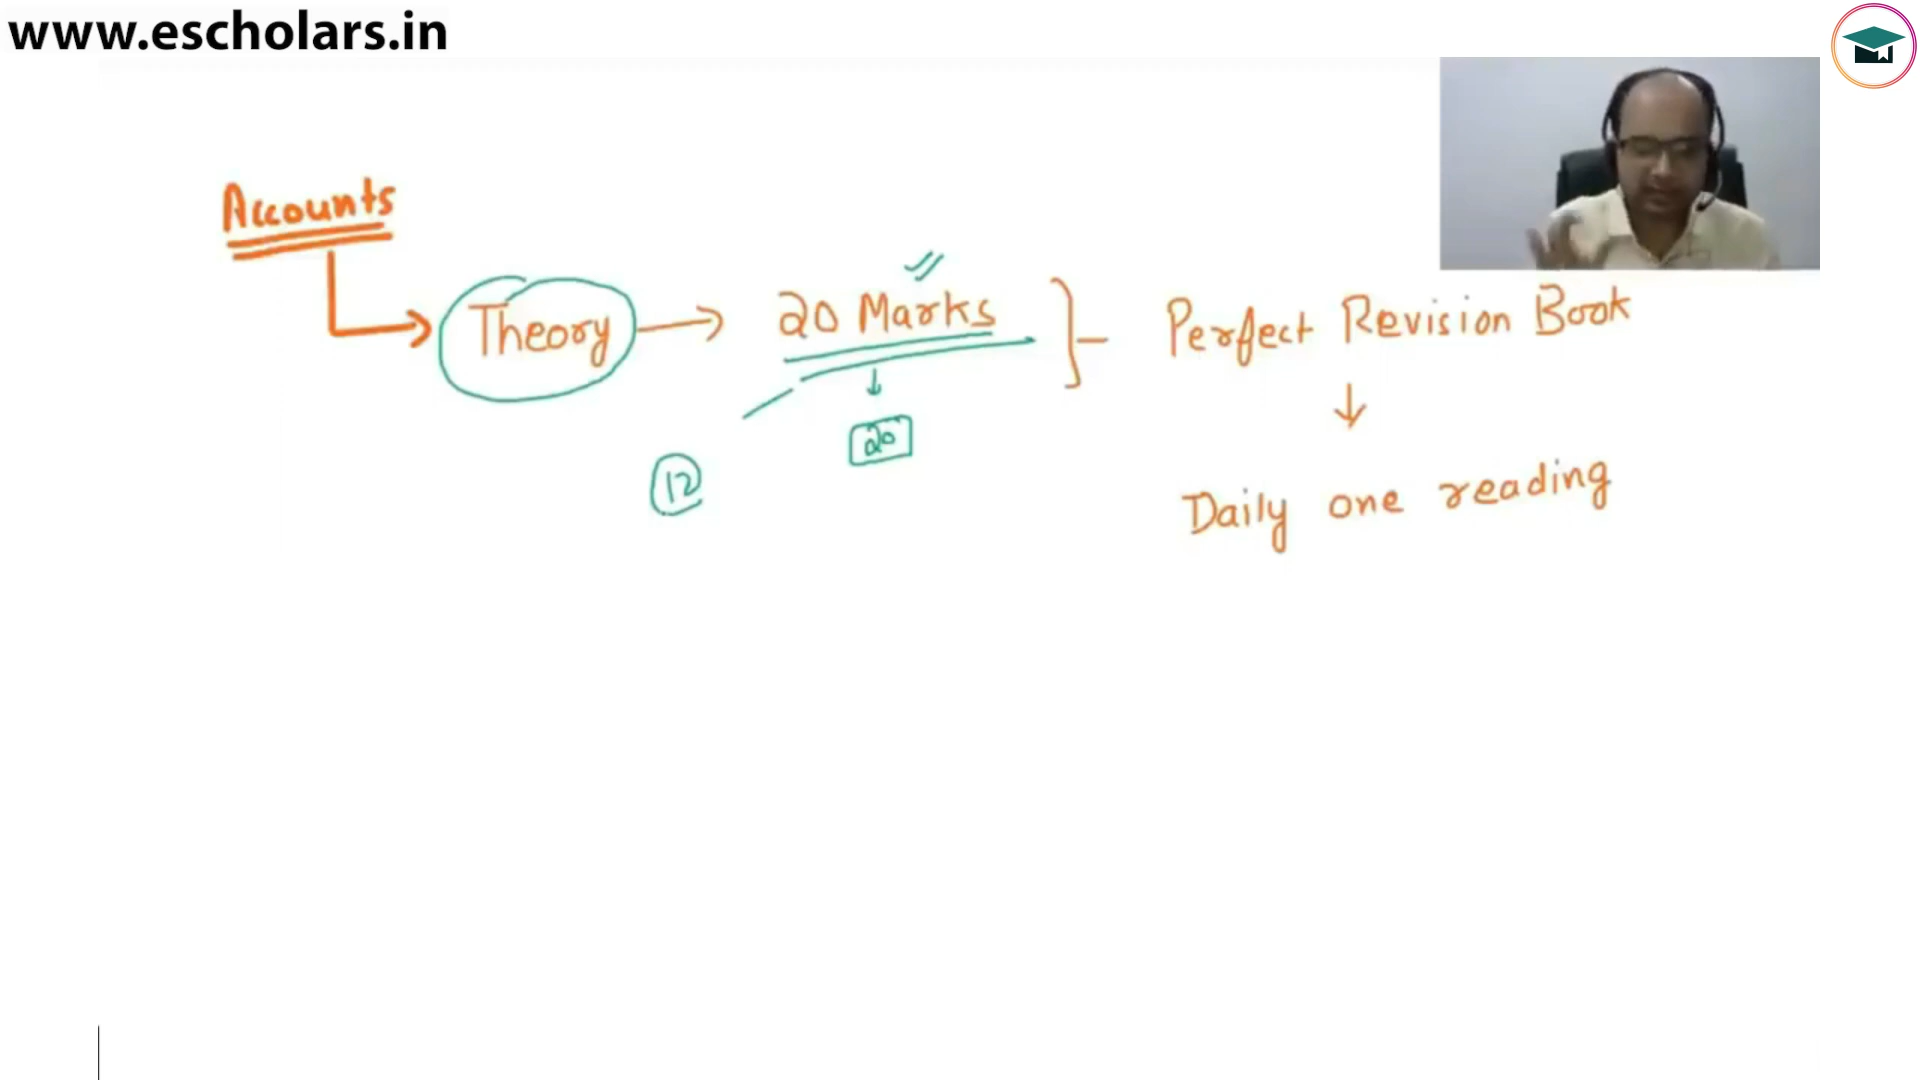 www.escholars.in
Accounts
Theory → 20 Marks } - Perfect Revision Book
↓ ↓
20
12
Daily one reading